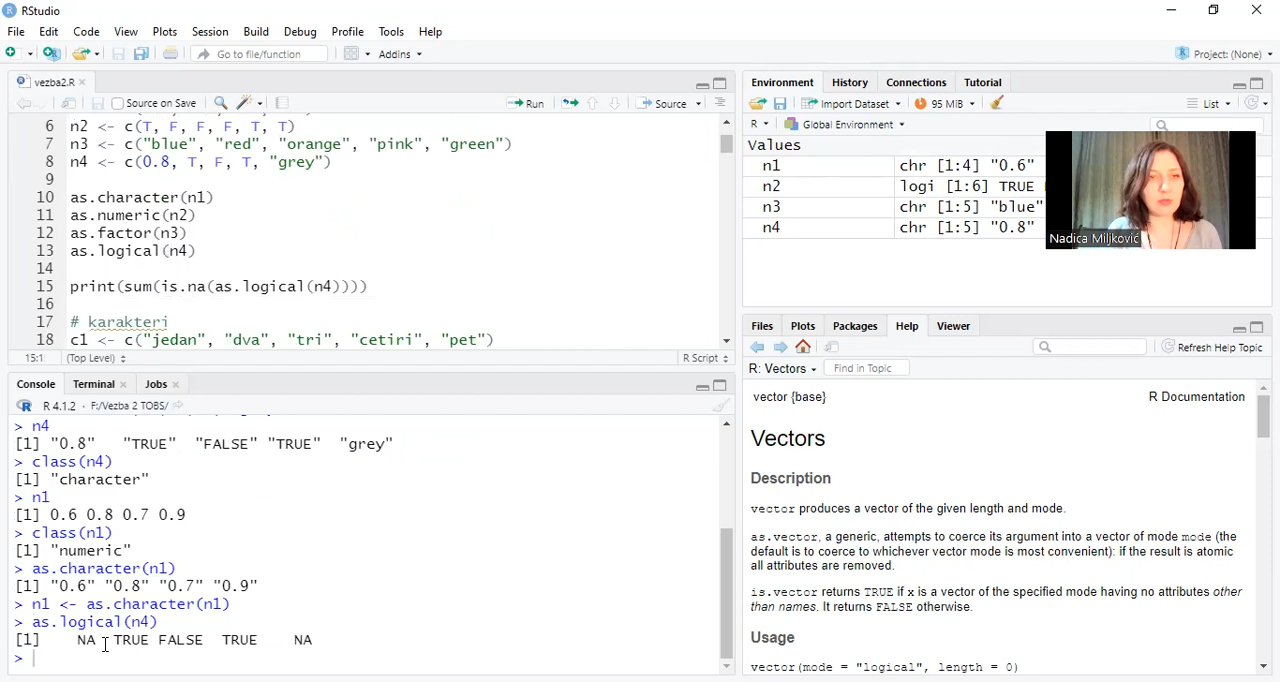 RStudio
File Edit Code View Plots Session Build Debug Profile Tools Help
Go to file/function Addins Project: (None)
vezba2.R
Source on Save Run Source
6 n2 <- c(T, F, F, F, T, T)
7 n3 <- c("blue", "red", "orange", "pink", "green")
8 n4 <- c(0.8, T, F, T, "grey")
9
10 as.character(n1)
11 as.numeric(n2)
12 as.factor(n3)
13 as.logical(n4)
14
15 print(sum(is.na(as.logical(n4))))
16
17 # karakteri
18 c1 <- c("jedan", "dva", "tri", "cetiri", "pet")
15:1 (Top Level) R Script
Console Terminal Jobs
R 4.1.2 · F:/Vezba 2 TOBS/
> n4
[1] "0.8" "TRUE" "FALSE" "TRUE" "grey"
> class(n4)
[1] "character"
> n1
[1] 0.6 0.8 0.7 0.9
> class(n1)
[1] "numeric"
> as.character(n1)
[1] "0.6" "0.8" "0.7" "0.9"
> n1 <- as.character(n1)
> as.logical(n4)
[1] NA TRUE FALSE TRUE NA
>
Environment History Connections Tutorial
Import Dataset 95 MiB List
R Global Environment
Values
n1 chr [1:4] "0.6"
n2 logi [1:6] TRUE
n3 chr [1:5] "blue"
n4 chr [1:5] "0.8"
Nadica Miljković
Files Plots Packages Help Viewer
Refresh Help Topic
R: Vectors Find in Topic
vector {base} R Documentation
Vectors
Description
vector produces a vector of the given length and mode.
as.vector, a generic, attempts to coerce its argument into a vector of mode mode (the
default is to coerce to whichever vector mode is most convenient): if the result is atomic
all attributes are removed.
is.vector returns TRUE if x is a vector of the specified mode having no attributes other
than names. It returns FALSE otherwise.
Usage
vector(mode = "logical", length = 0)